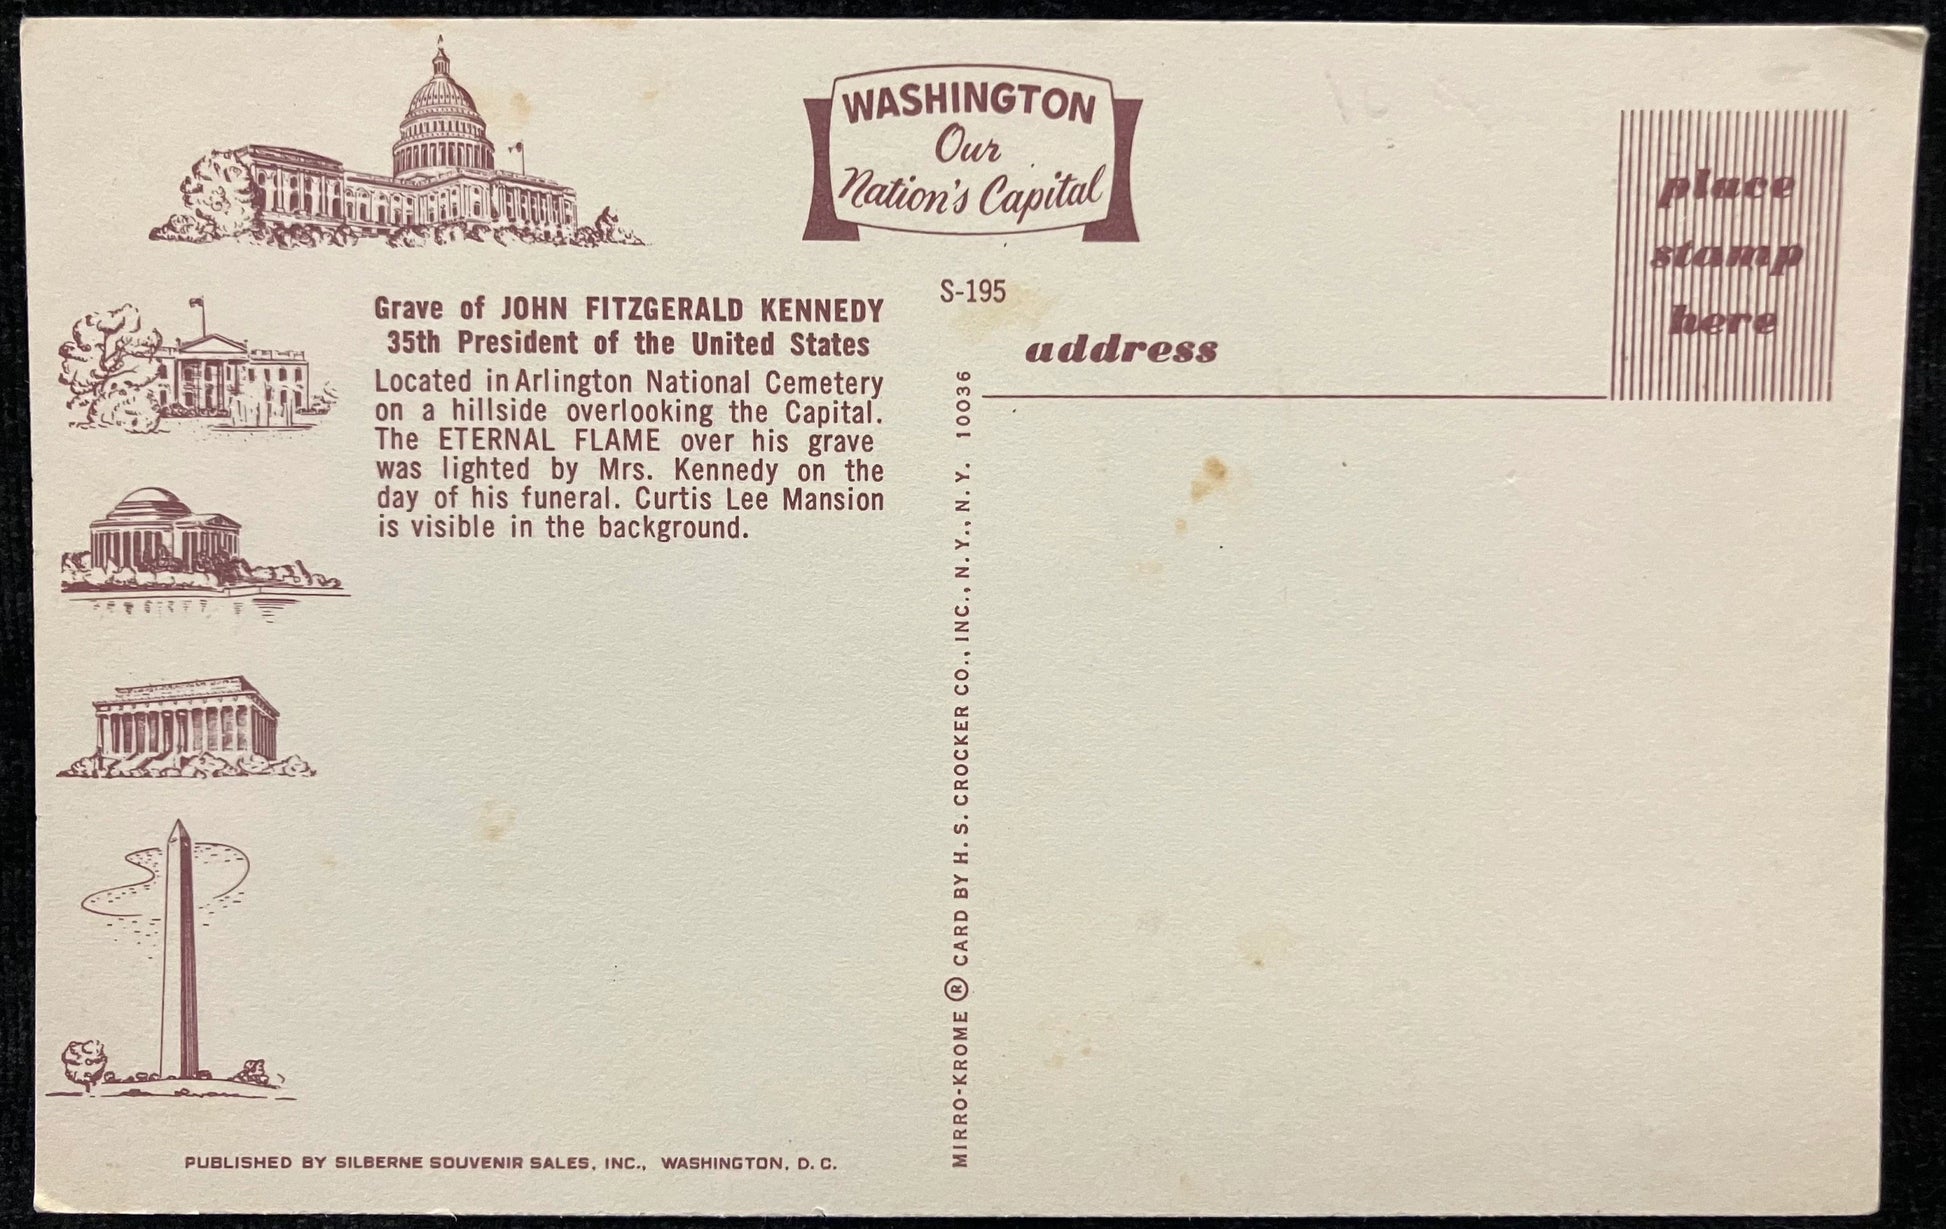 WASHINGTON
Our
Nation's Capital
place
stamp
here
S-195
Grave of JOHN FITZGERALD KENNEDY
35th President of the United States
Located in Arlington National Cemetery
on a hillside overlooking the Capital.
The ETERNAL FLAME over his grave
was lighted by Mrs. Kennedy on the
day of his funeral. Curtis Lee Mansion
is visible in the background.
address
MIRRO-KROME ® CARD BY H. S. CROCKER CO., INC., N. Y., N. Y. 10036
PUBLISHED BY SILBERNE SOUVENIR SALES, INC., WASHINGTON, D. C.